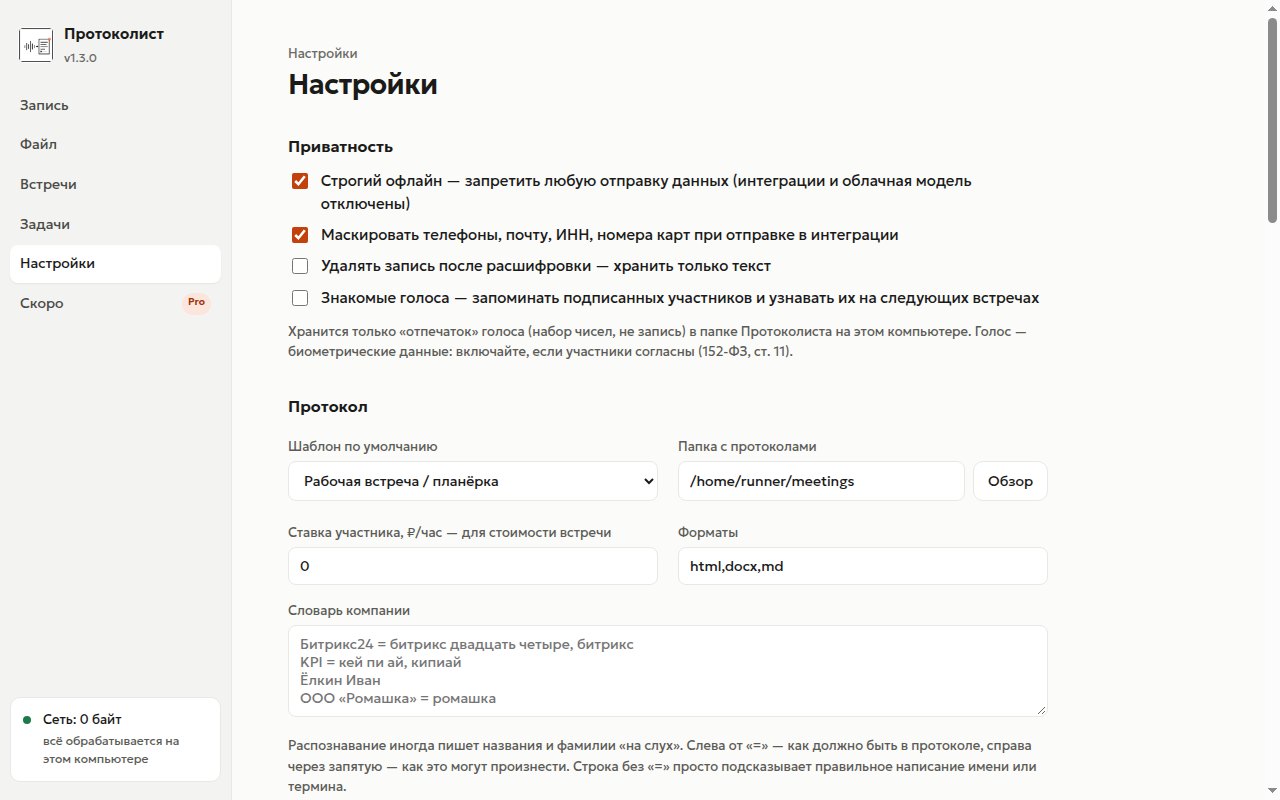 Протоколист
v1.3.0
Запись
Файл
Встречи
Задачи
Настройки
Скоро
Pro
Сеть: 0 байт
всё обрабатывается на
этом компьютере
Настройки
Настройки
Приватность
Строгий офлайн — запретить любую отправку данных (интеграции и облачная модель
отключены)
Маскировать телефоны, почту, ИНН, номера карт при отправке в интеграции
Удалять запись после расшифровки — хранить только текст
Знакомые голоса — запоминать подписанных участников и узнавать их на следующих встречах
Хранится только «отпечаток» голоса (набор чисел, не запись) в папке Протоколиста на этом компьютере. Голос —
биометрические данные: включайте, если участники согласны (152-ФЗ, ст. 11).
Протокол
Шаблон по умолчанию
Рабочая встреча / планёрка
Папка с протоколами
/home/runner/meetings
Обзор
Ставка участника, ₽/час — для стоимости встречи
0
Форматы
html,docx,md
Словарь компании
Битрикс24 = битрикс двадцать четыре, битрикс
KPI = кей пи ай, кипиай
Ёлкин Иван
ООО «Ромашка» = ромашка
Распознавание иногда пишет названия и фамилии «на слух». Слева от «=» — как должно быть в протоколе, справа
через запятую — как это могут произнести. Строка без «=» просто подсказывает правильное написание имени или
термина.